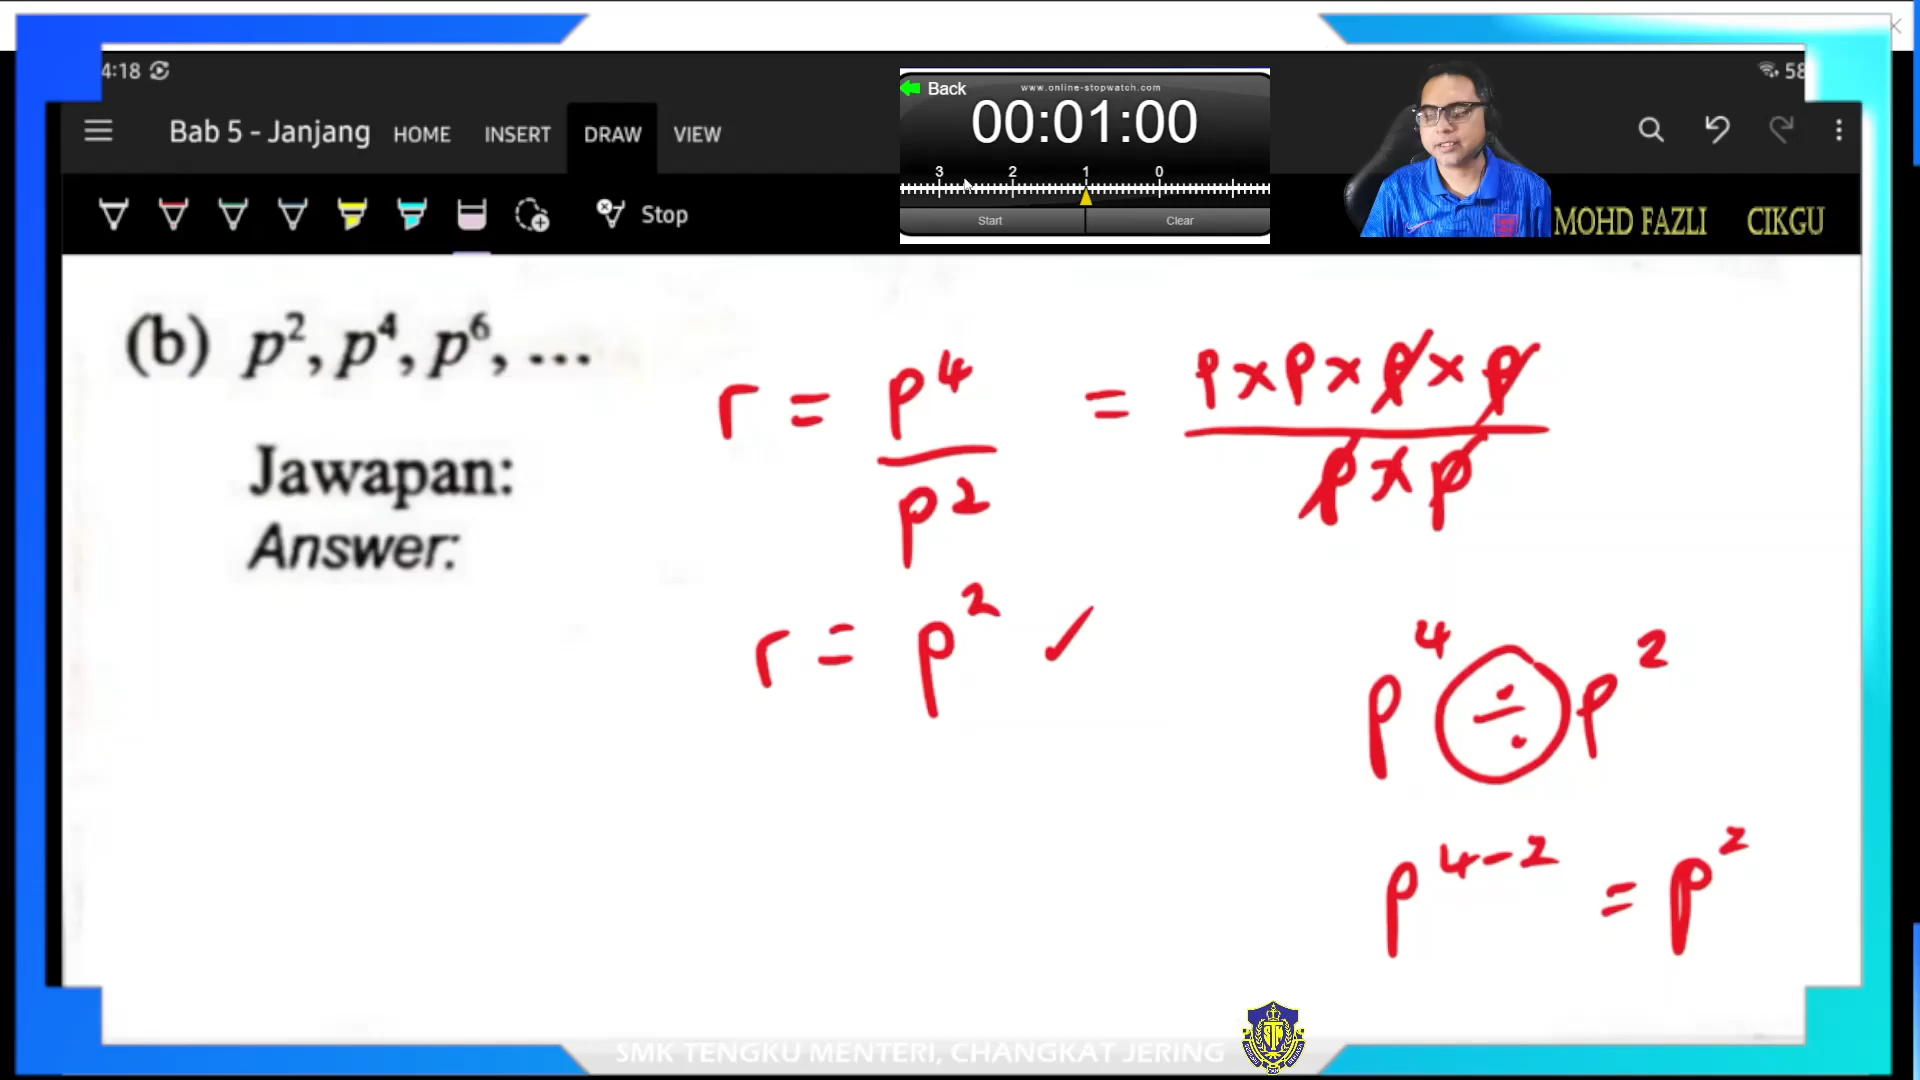 4:18
58
Bab 5 - Janjang HOME INSERT DRAW VIEW
Back
www.online-stopwatch.com
00:01:00
3 2 1 0
Start Clear
Stop
MOHD FAZLI CIKGU
(b) p², p⁴, p⁶, ...
Jawapan:
Answer:
r = p⁴/p² = p × p × p × p / p × p
r = p² ✓
p⁴ ÷ p²
p⁴⁻² = p²
SMK TENGKU MENTERI, CHANGKAT JERING